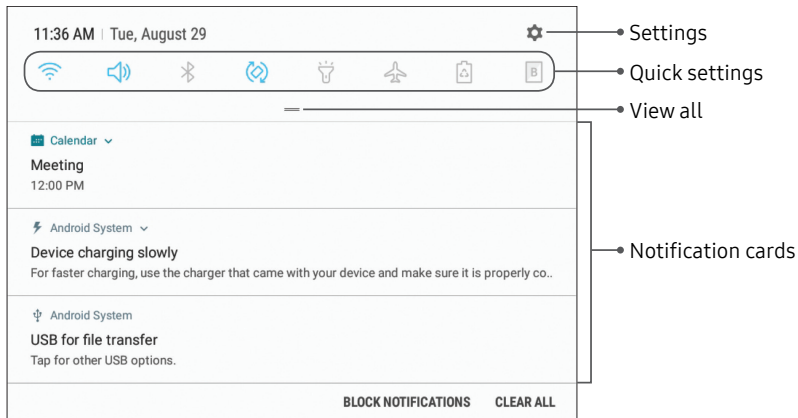 11:36 AM | Tue, August 29
Settings
B
Quick settings
View all
Calendar
Meeting
12:00 PM
Android System
Device charging slowly
For faster charging, use the charger that came with your device and make sure it is properly co..
Notification cards
Android System
USB for file transfer
Tap for other USB options.
BLOCK NOTIFICATIONS CLEAR ALL